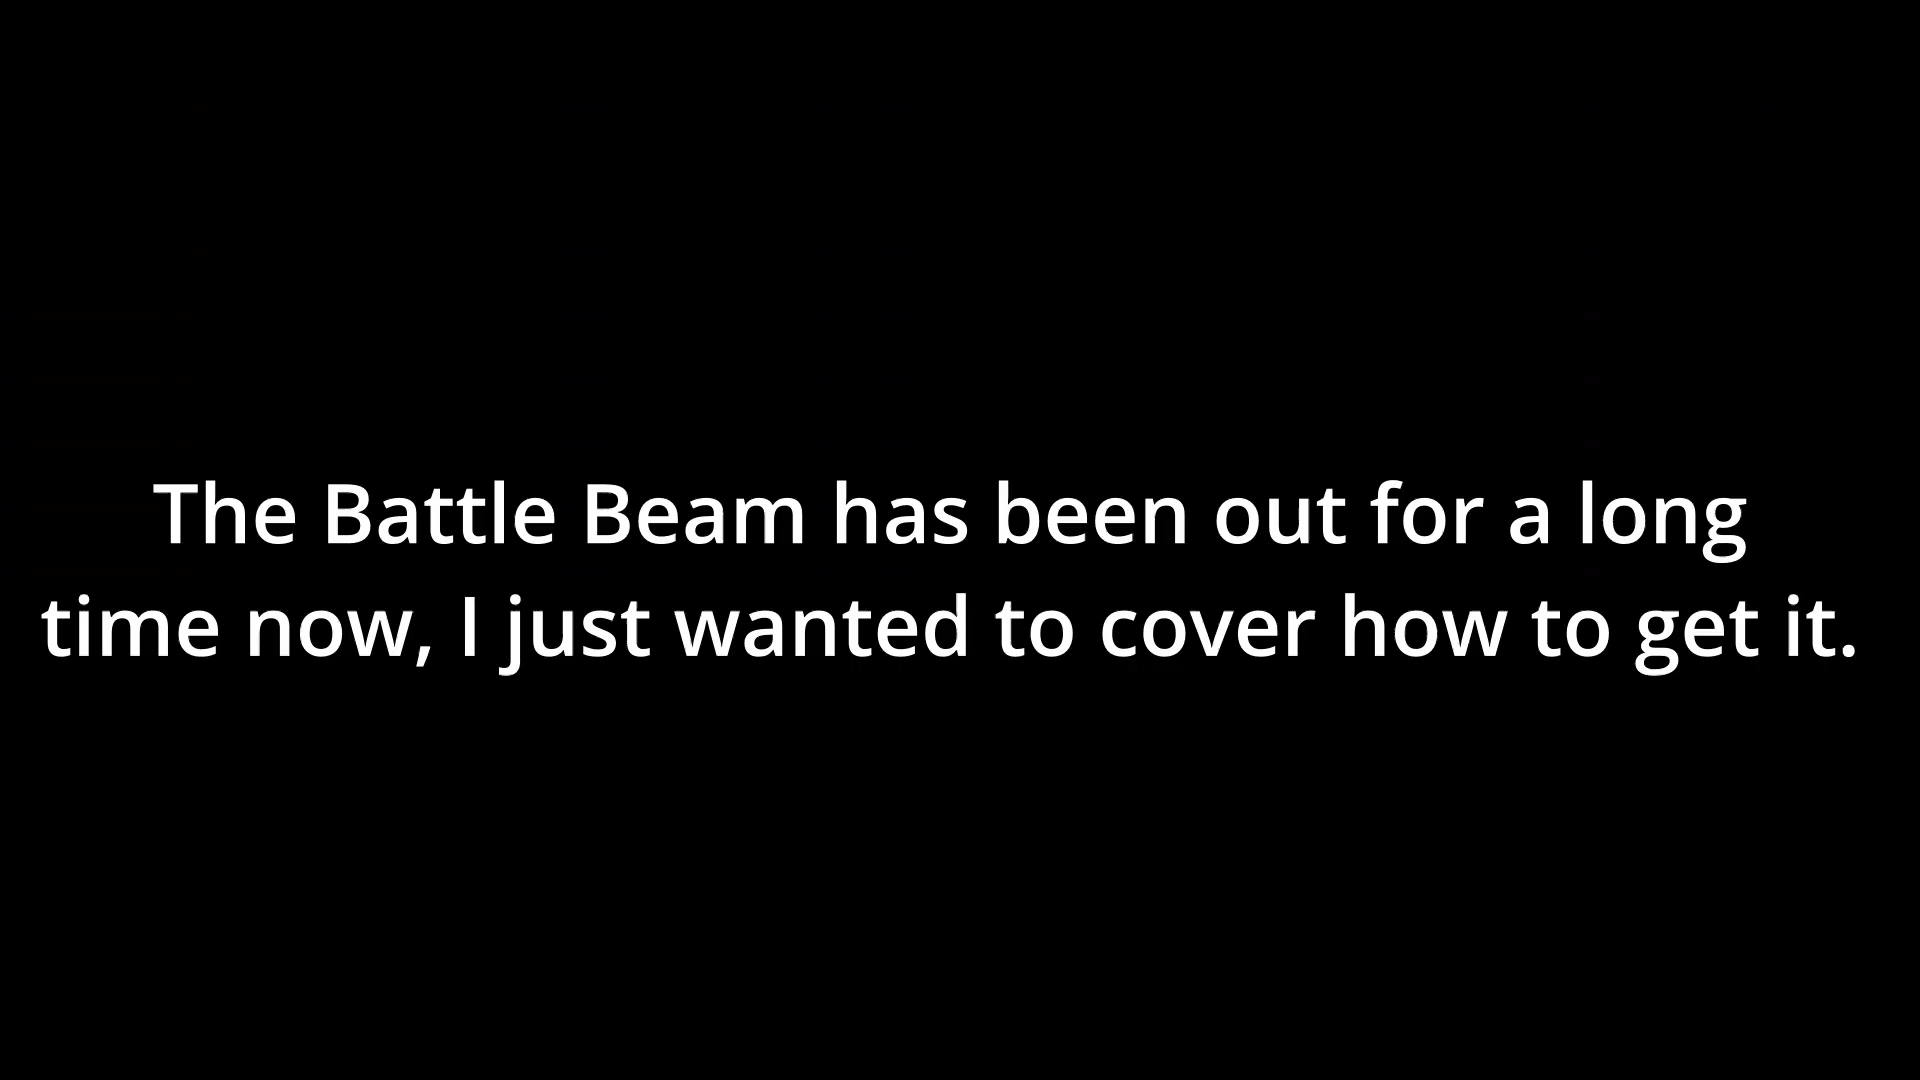 The Battle Beam has been out for a long
time now, I just wanted to cover how to get it.